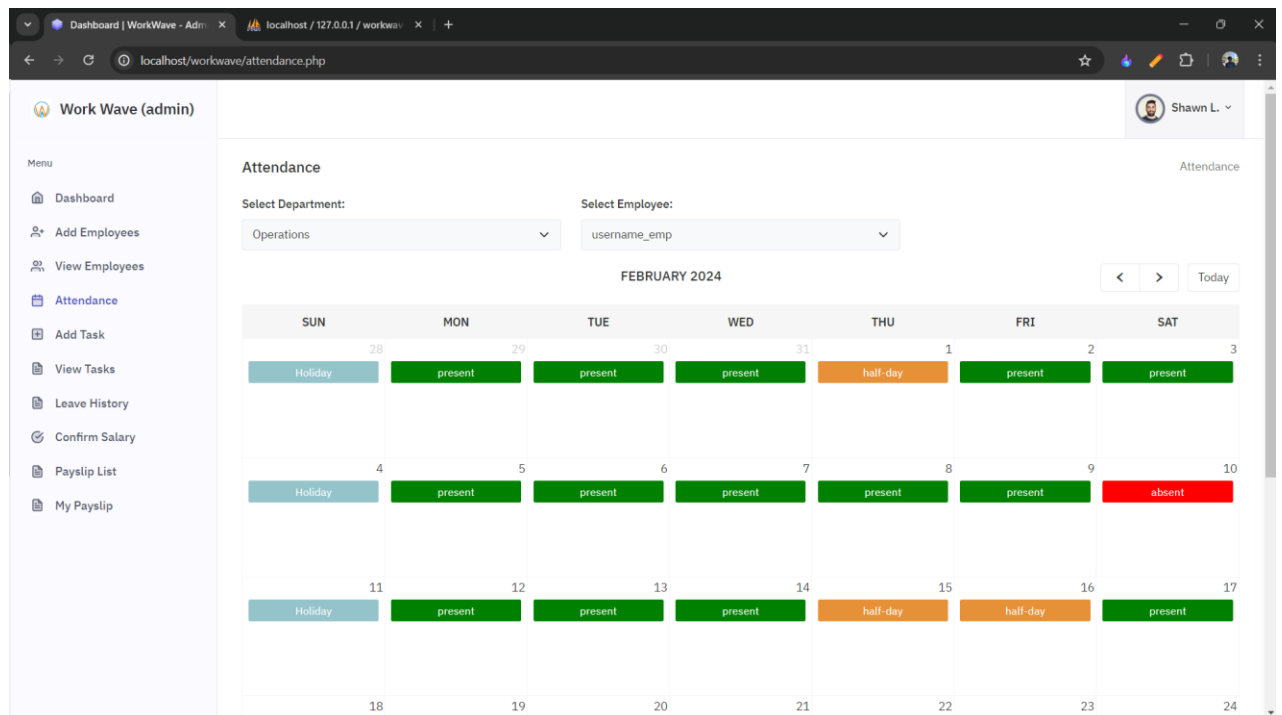 Dashboard | WorkWave - Adm
localhost / 127.0.0.1 / workwav
localhost/workwave/attendance.php
Work Wave (admin)
Shawn L.
Menu
Dashboard
Add Employees
View Employees
Attendance
Add Task
View Tasks
Leave History
Confirm Salary
Payslip List
My Payslip
Attendance
Attendance
Select Department:
Select Employee:
Operations
username_emp
FEBRUARY 2024
Today
SUN MON TUE WED THU FRI SAT
28 29 30 31 1 2 3
Holiday present present present half-day present present
4 5 6 7 8 9 10
Holiday present present present present present absent
11 12 13 14 15 16 17
Holiday present present present half-day half-day present
18 19 20 21 22 23 24